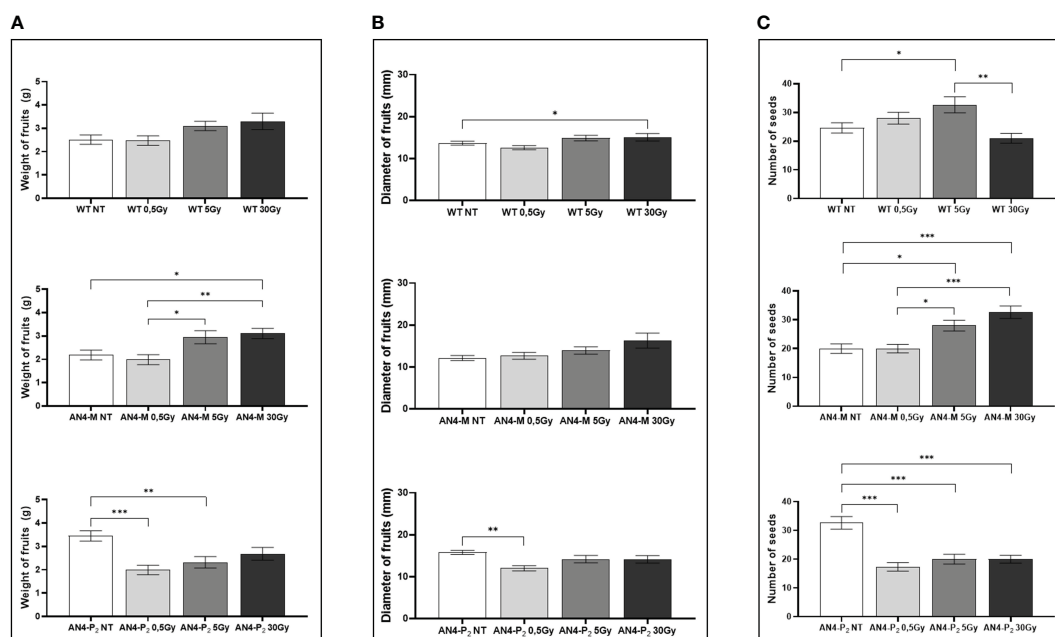 A
Weight of fruits (g)
5
4
3
2
1
0
WT NT WT 0,5Gy WT 5Gy WT 30Gy
Weight of fruits (g)
5
4
3
2
1
0
*
**
*
AN4-M NT AN4-M 0,5Gy AN4-M 5Gy AN4-M 30Gy
Weight of fruits (g)
5
4
3
2
1
0
**
***
AN4-P₂ NT AN4-P₂ 0,5Gy AN4-P₂ 5Gy AN4-P₂ 30Gy
B
Diameter of fruits (mm)
30
20
10
0
*
WT NT WT 0,5Gy WT 5Gy WT 30Gy
Diameter of fruits (mm)
30
20
10
0
AN4-M NT AN4-M 0,5Gy AN4-M 5Gy AN4-M 30Gy
Diameter of fruits (mm)
30
20
10
0
**
AN4-P₂ NT AN4-P₂ 0,5Gy AN4-P₂ 5Gy AN4-P₂ 30Gy
C
Number of seeds
40
30
20
10
0
*
**
WT NT WT 0,5Gy WT 5Gy WT 30Gy
Number of seeds
40
30
20
10
0
***
*
***
*
AN4-M NT AN4-M 0,5Gy AN4-M 5Gy AN4-M 30Gy
Number of seeds
40
30
20
10
0
***
***
***
AN4-P₂ NT AN4-P₂ 0,5Gy AN4-P₂ 5Gy AN4-P₂ 30Gy